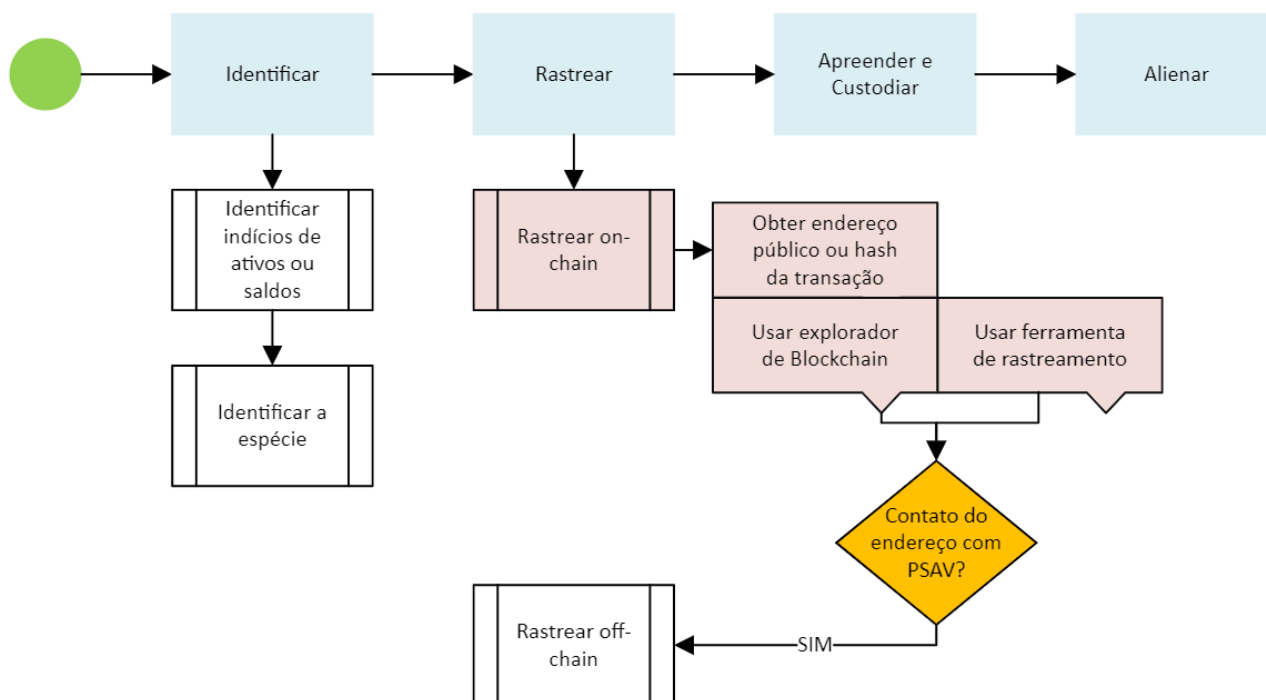 Identificar
Rastrear
Apreender e
Custodiar
Alienar
Identificar
indícios de
ativos ou
saldos
Identificar a
espécie
Rastrear on-
chain
Obter endereço
público ou hash
da transação
Usar explorador
de Blockchain
Usar ferramenta
de rastreamento
Contato do
endereço com
PSAV?
SIM
Rastrear off-
chain